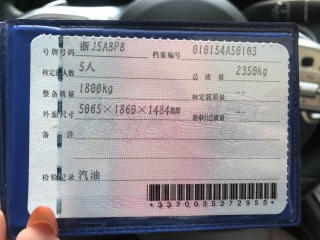 号牌号码 浙J5A8P8 档案编号 010154A50103
核定载人数 5人 总质量 2350kg
整备质量 1800kg 核定载质量 --
外廓尺寸 5065×1860×1484mm 准牵引总质量 --
备注
检验记录 汽油
*3370035272955*